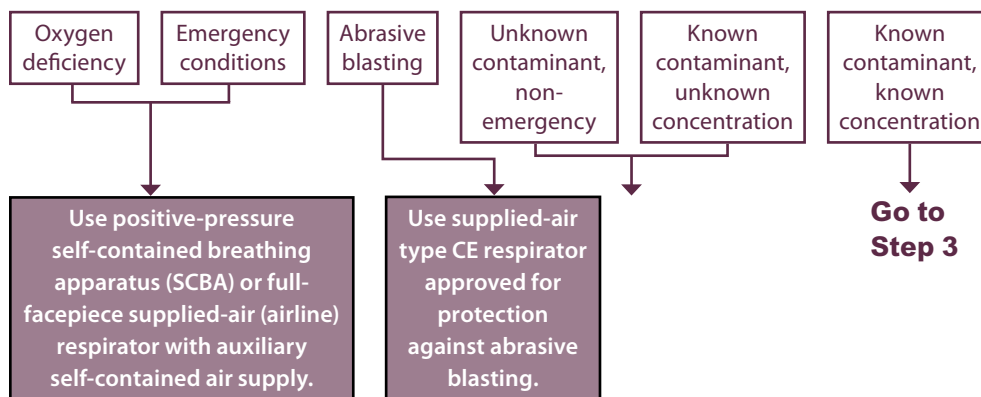 Oxygen
deficiency
Emergency
conditions
Abrasive
blasting
Unknown
contaminant,
non-
emergency
Known
contaminant,
unknown
concentration
Known
contaminant,
known
concentration
Use positive-pressure
self-contained breathing
apparatus (SCBA) or full-
facepiece supplied-air (airline)
respirator with auxiliary
self-contained air supply.
Use supplied-air
type CE respirator
approved for
protection
against abrasive
blasting.
Go to
Step 3